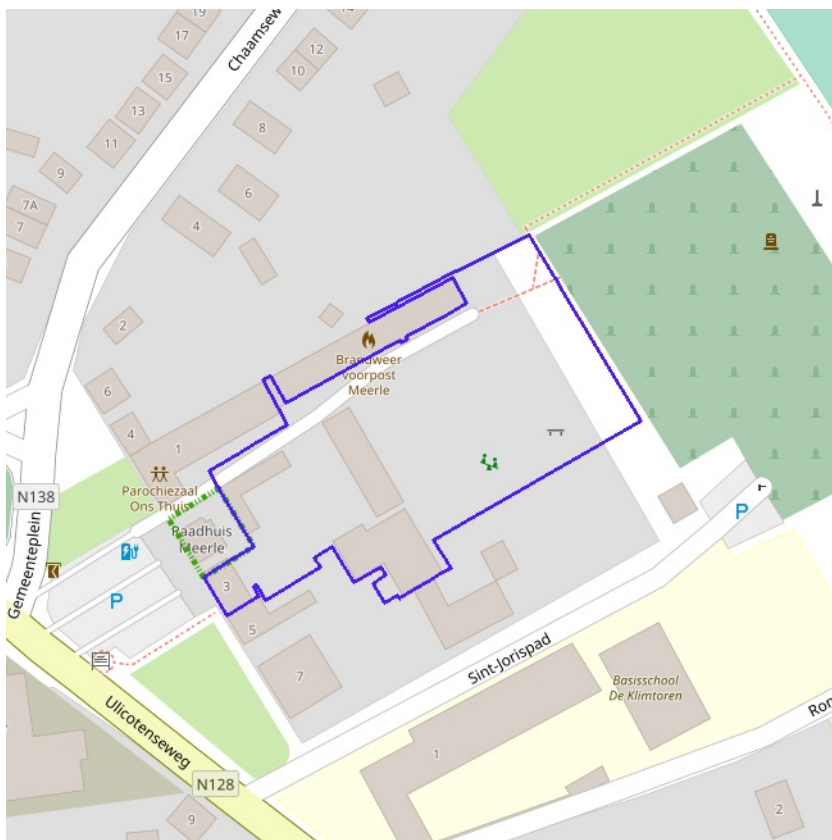 19
17
14
12
Chaamsew
10
15
13
11
8
9
7A
7
6
4
2
Brandweer
voorpost
Meerle
6
4
1
N138
Parochiezaal
Ons Thuis
Raadhuis
Meerle
P
3
P
5
Gemeenteplein
7
Sint-Jorispad
Basisschool
De Klimtoren
Ulicotenseweg
Ron
1
N128
9
2